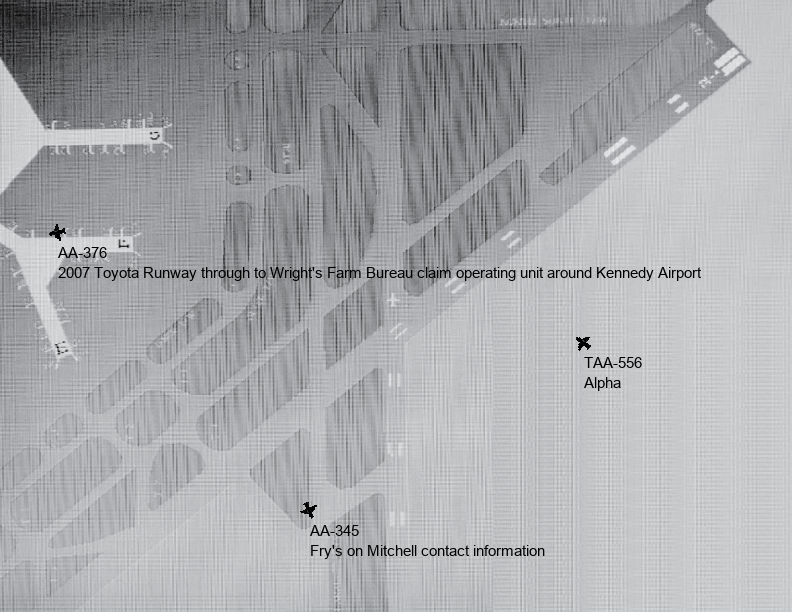 G
F
E
AA-376
2007 Toyota Runway through to Wright's Farm Bureau claim operating unit around Kennedy Airport
TAA-556
Alpha
AA-345
Fry's on Mitchell contact information